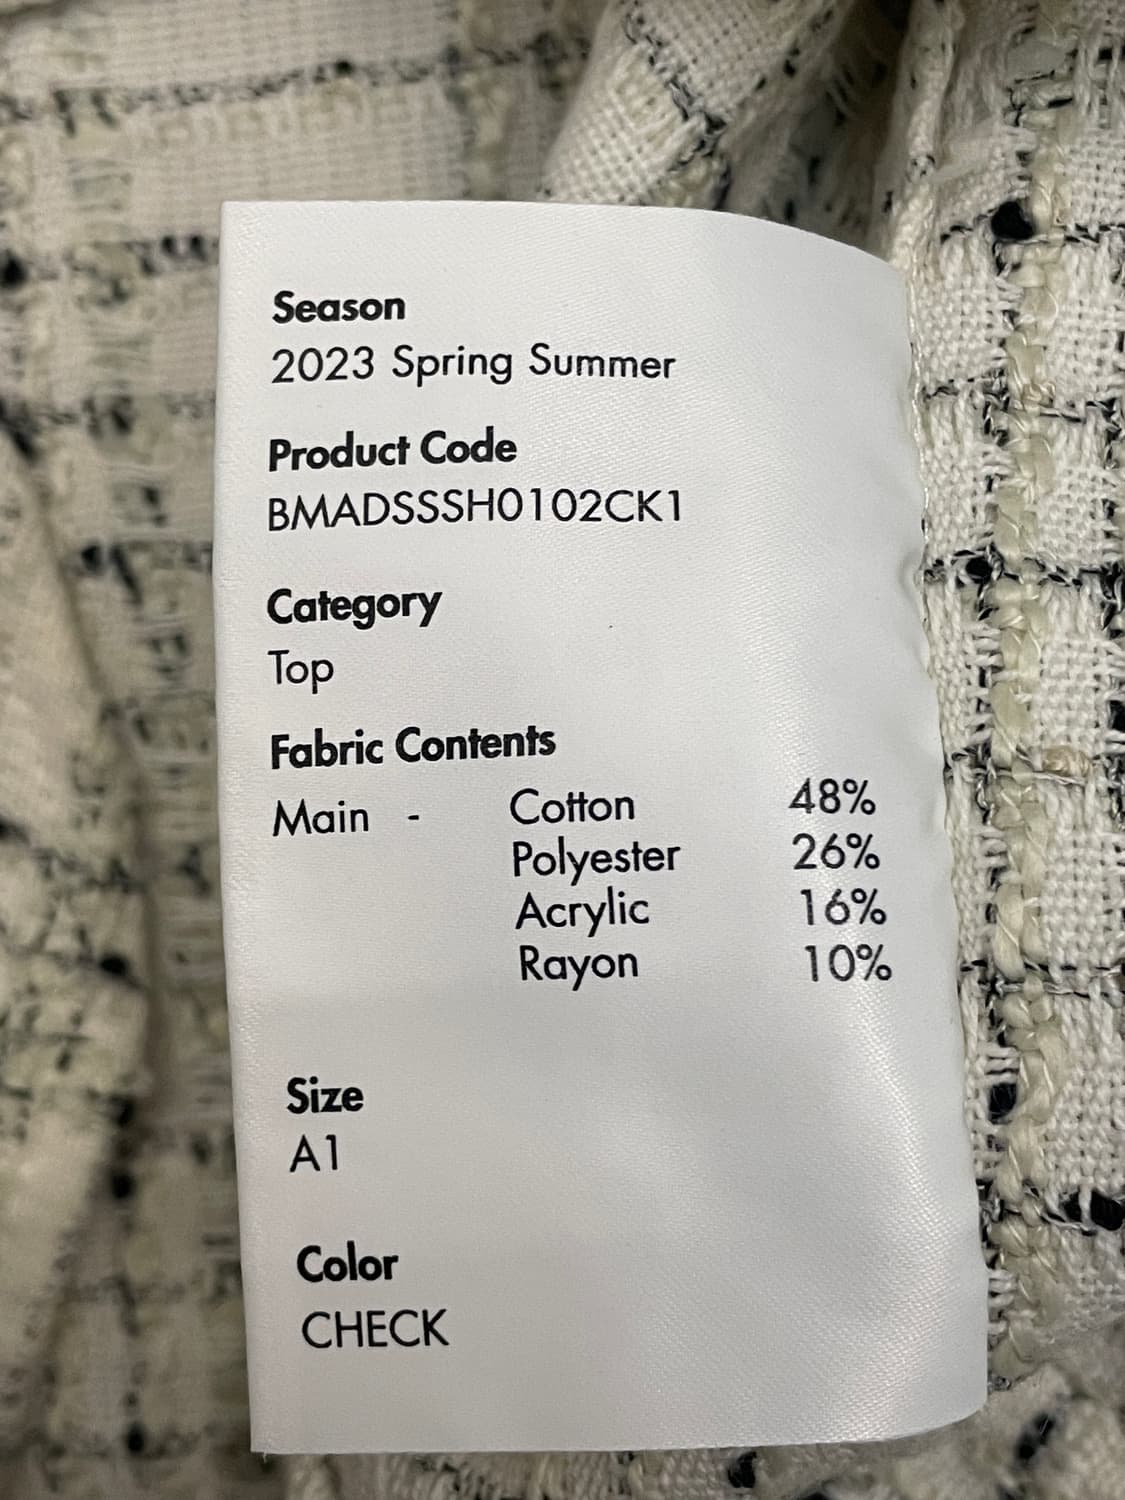 Season
2023 Spring Summer
Product Code
BMADSSSH0102CK1
Category
Top
Fabric Contents
Main - Cotton 48%
Polyester 26%
Acrylic 16%
Rayon 10%
Size
A1
Color
CHECK